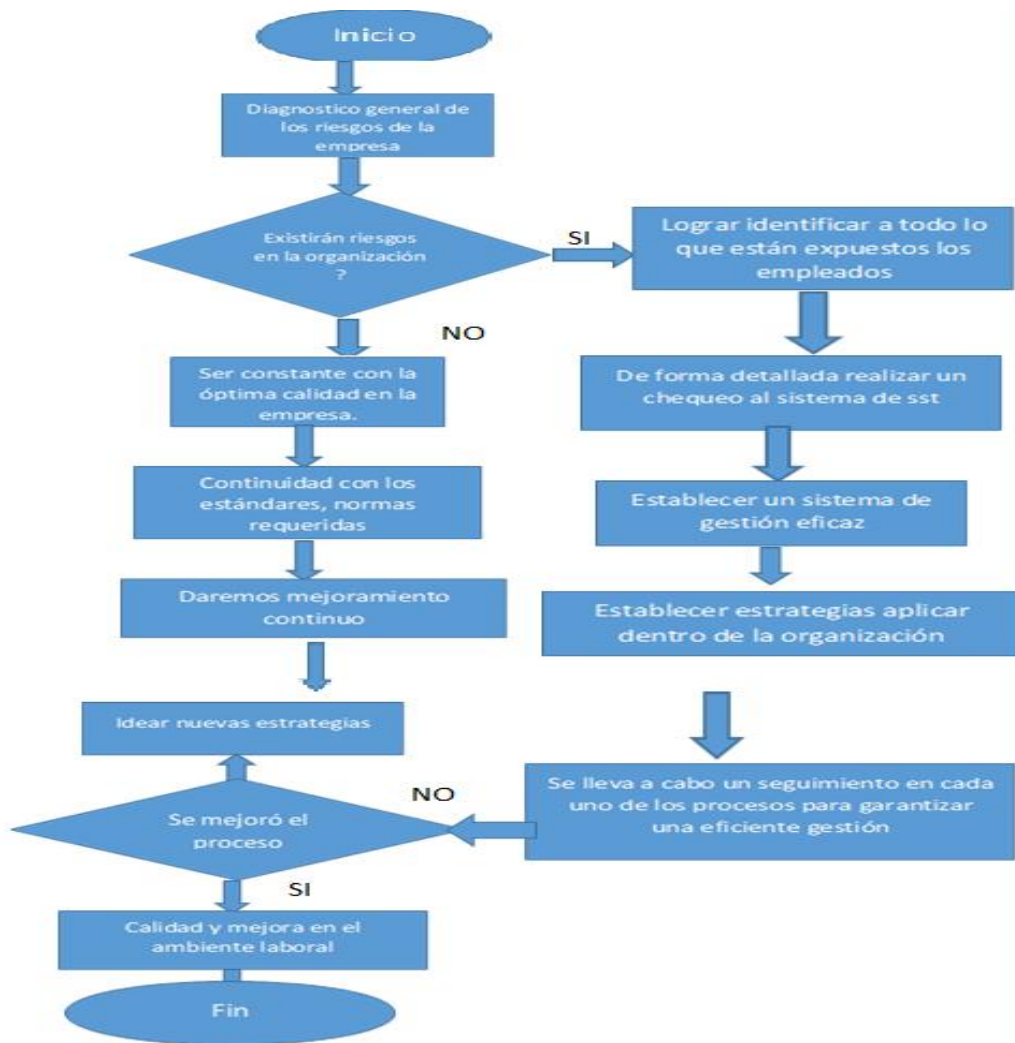 Inicio
Diagnostico general de
los riesgos de la
empresa
Existirán riesgos
en la organización
?
SI
Lograr identificar a todo lo
que están expuestos los
empleados
NO
Ser constante con la
óptima calidad en la
empresa.
De forma detallada realizar un
chequeo al sistema de sst
Continuidad con los
estándares, normas
requeridas
Establecer un sistema de
gestión eficaz
Daremos mejoramiento
continuo
Establecer estrategias aplicar
dentro de la organización
Idear nuevas estrategias
Se lleva a cabo un seguimiento en cada
uno de los procesos para garantizar
una eficiente gestión
NO
Se mejoró el
proceso
SI
Calidad y mejora en el
ambiente laboral
Fin